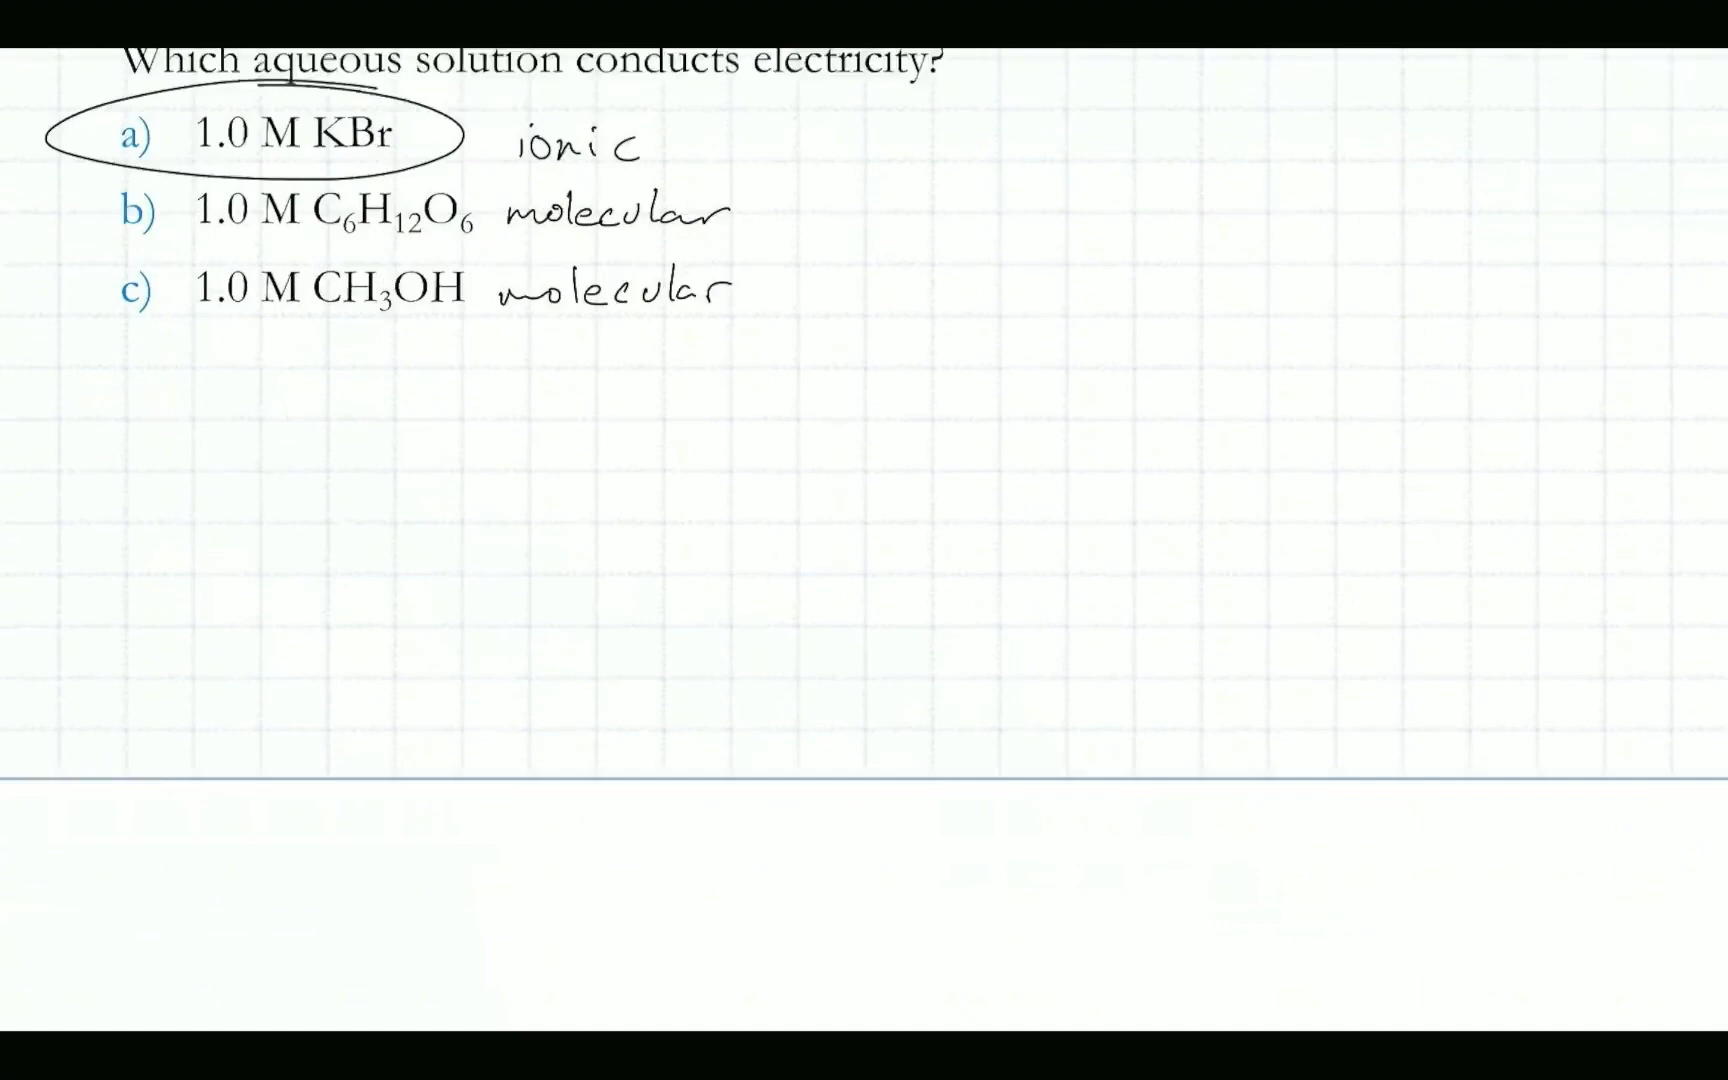 Which aqueous solution conducts electricity?
a) 1.0 M KBr ionic
b) 1.0 M C₆H₁₂O₆ molecular
c) 1.0 M CH₃OH molecular